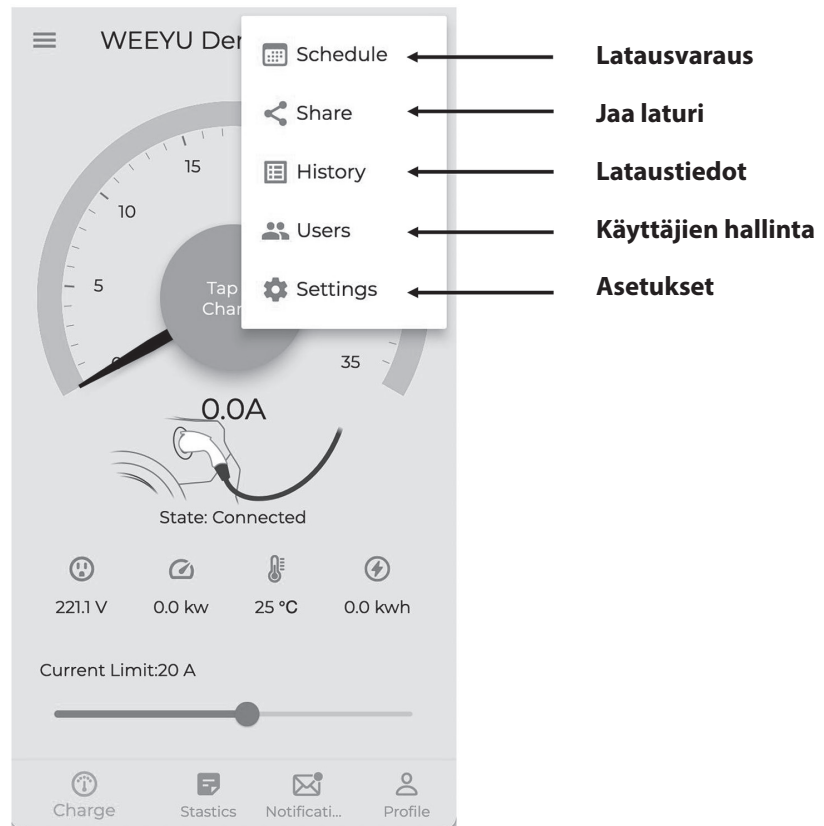 WEEYU Der
Schedule
Latausvaraus
Share
Jaa laturi
History
Lataustiedot
Users
Käyttäjien hallinta
Settings
Asetukset
15
10
5
0
35
Tap
Char
0.0A
State: Connected
221.1 V 0.0 kw 25 °C 0.0 kwh
Current Limit:20 A
Charge Stastics Notificati... Profile